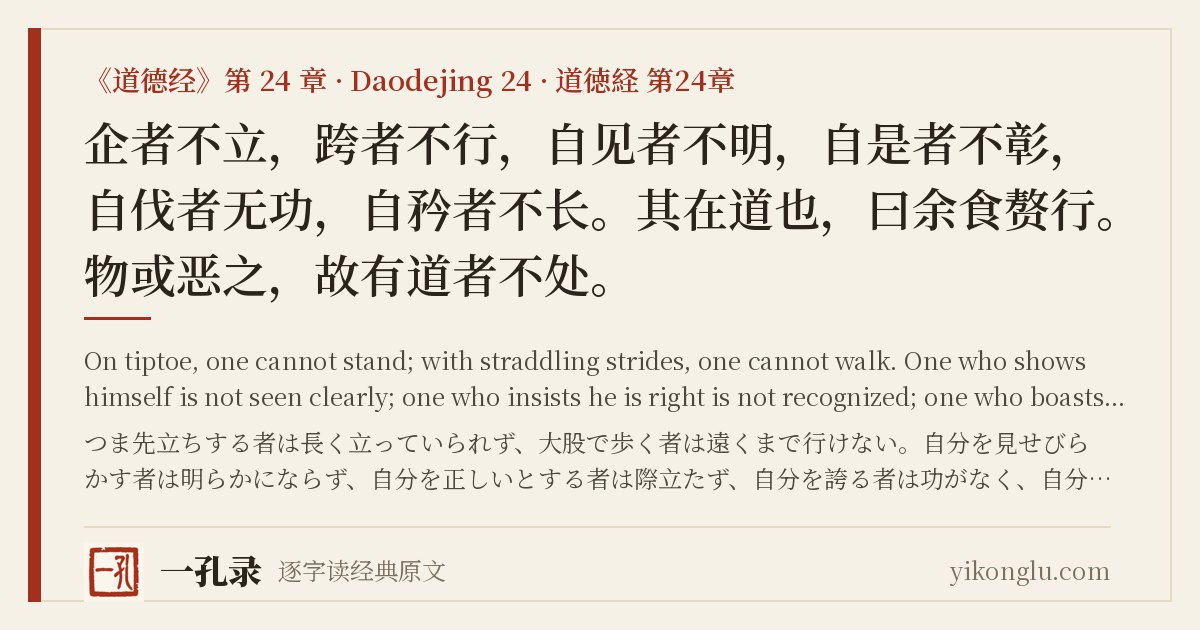 《道德经》第 24 章 · Daodejing 24 · 道徳経 第24章
企者不立，跨者不行，自见者不明，自是者不彰，
自伐者无功，自矜者不长。其在道也，曰余食赘行。
物或恶之，故有道者不处。
On tiptoe, one cannot stand; with straddling strides, one cannot walk. One who shows
himself is not seen clearly; one who insists he is right is not recognized; one who boasts…
つま先立ちする者は長く立っていられず、大股で歩く者は遠くまで行けない。自分を見せびら
かす者は明らかにならず、自分を正しいとする者は際立たず、自分を誇る者は功がなく、自分…
一孔
一孔录 逐字读经典原文
yikonglu.com